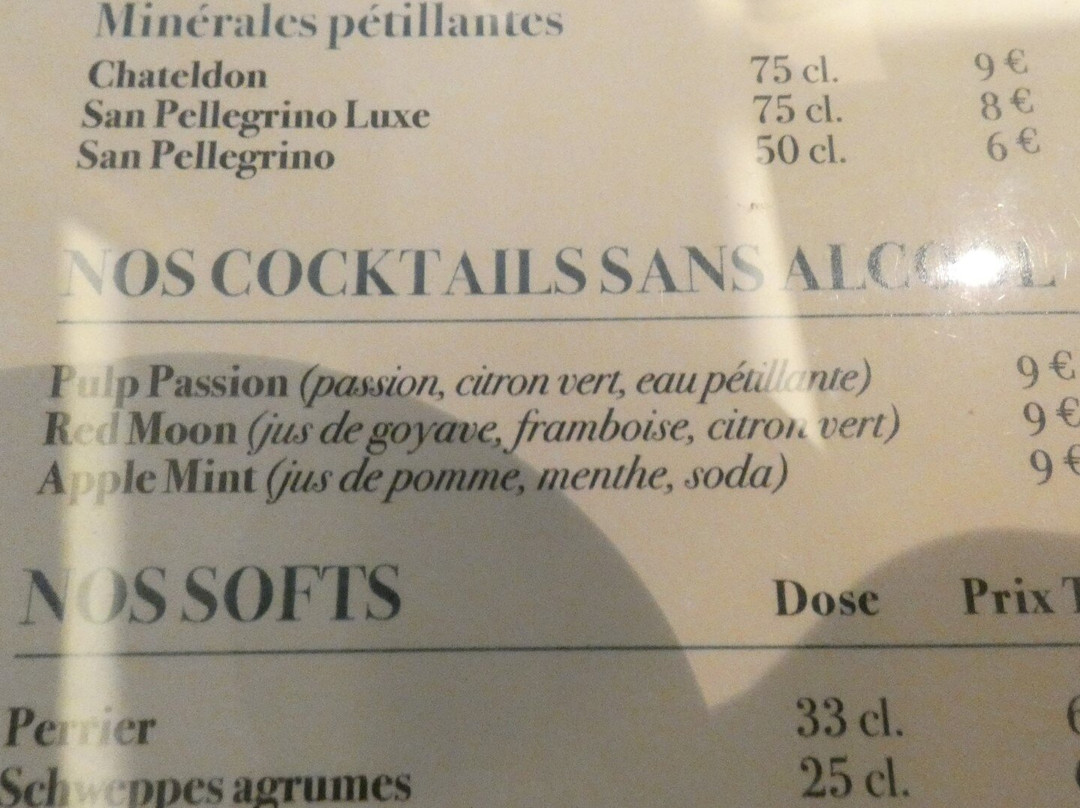 Minérales pétillantes
Chateldon 75 cl. 9 €
San Pellegrino Luxe 75 cl. 8 €
San Pellegrino 50 cl. 6 €
NOS COCKTAILS SANS ALCOOL
Pulp Passion (passion, citron vert, eau pétillante) 9 €
Red Moon (jus de goyave, framboise, citron vert) 9 €
Apple Mint (jus de pomme, menthe, soda) 9 €
NOS SOFTS Dose Prix
Perrier 33 cl.
Schweppes agrumes 25 cl.